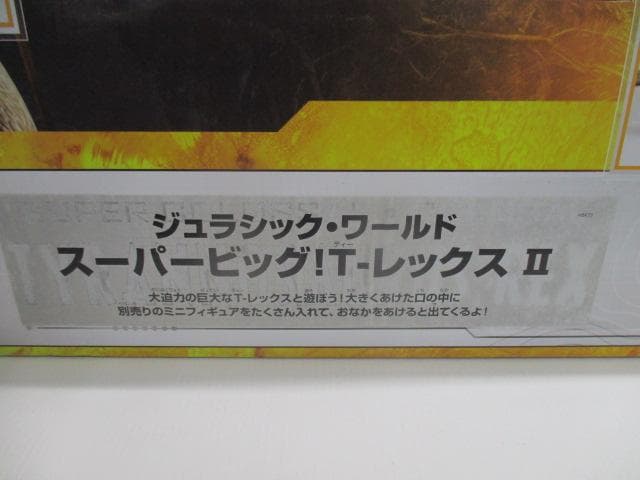 ジュラシック・ワールド
スーパービッグ!T-レックス Ⅱ
大迫力の巨大なT-レックスと遊ぼう!大きくあけた口の中に
別売りのミニフィギュアをたくさん入れて、おなかをあけると出てくるよ!